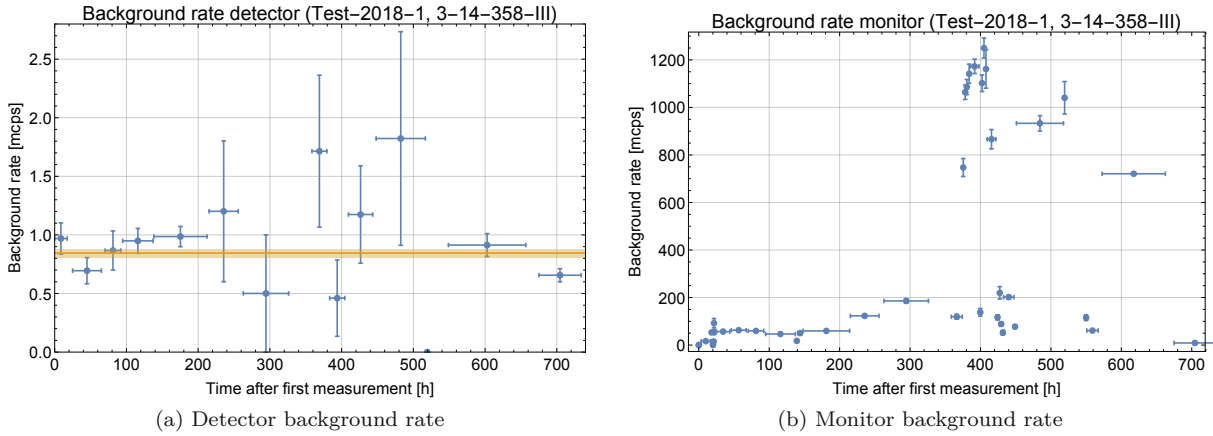 Background rate detector (Test-2018-1, 3-14-358-III)
2.5
2.0
1.5
1.0
0.5
0.0
0 100 200 300 400 500 600 700
Background rate [mcps]
Time after first measurement [h]
(a) Detector background rate
Background rate monitor (Test-2018-1, 3-14-358-III)
1200
1000
800
600
400
200
0
0 100 200 300 400 500 600 700
Background rate [mcps]
Time after first measurement [h]
(b) Monitor background rate